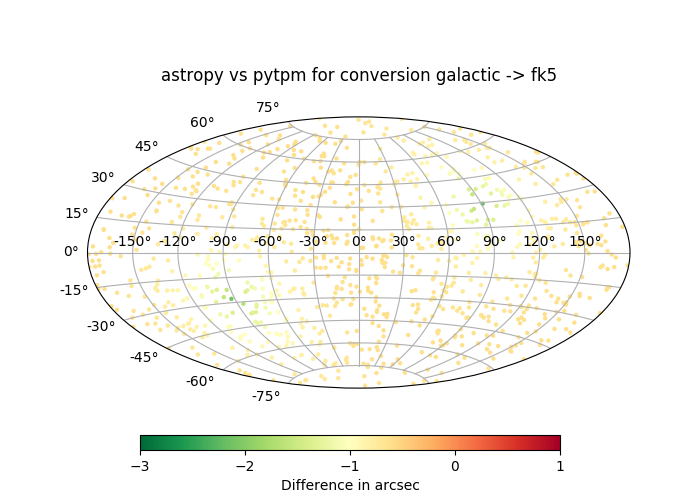 astropy vs pytpm for conversion galactic -> fk5
75°
60°
45°
30°
15°
-150° -120° -90° -60° -30° 0° 30° 60° 90° 120° 150°
0°
-15°
-30°
-45°
-60°
-75°
−3 −2 −1 0 1
Difference in arcsec